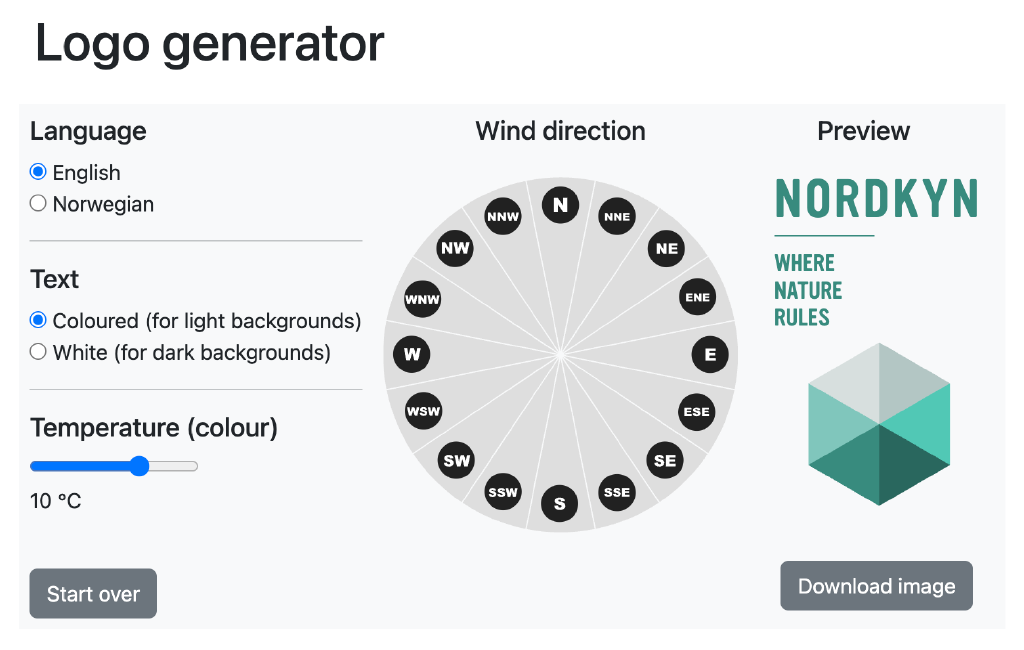 Logo generator
Language
English
Norwegian
Text
Coloured (for light backgrounds)
White (for dark backgrounds)
Temperature (colour)
10 °C
Start over
Wind direction
N
NNE
NE
ENE
E
ESE
SE
SSE
S
SSW
SW
WSW
W
WNW
NW
NNW
Preview
NORDKYN
WHERE
NATURE
RULES
Download image